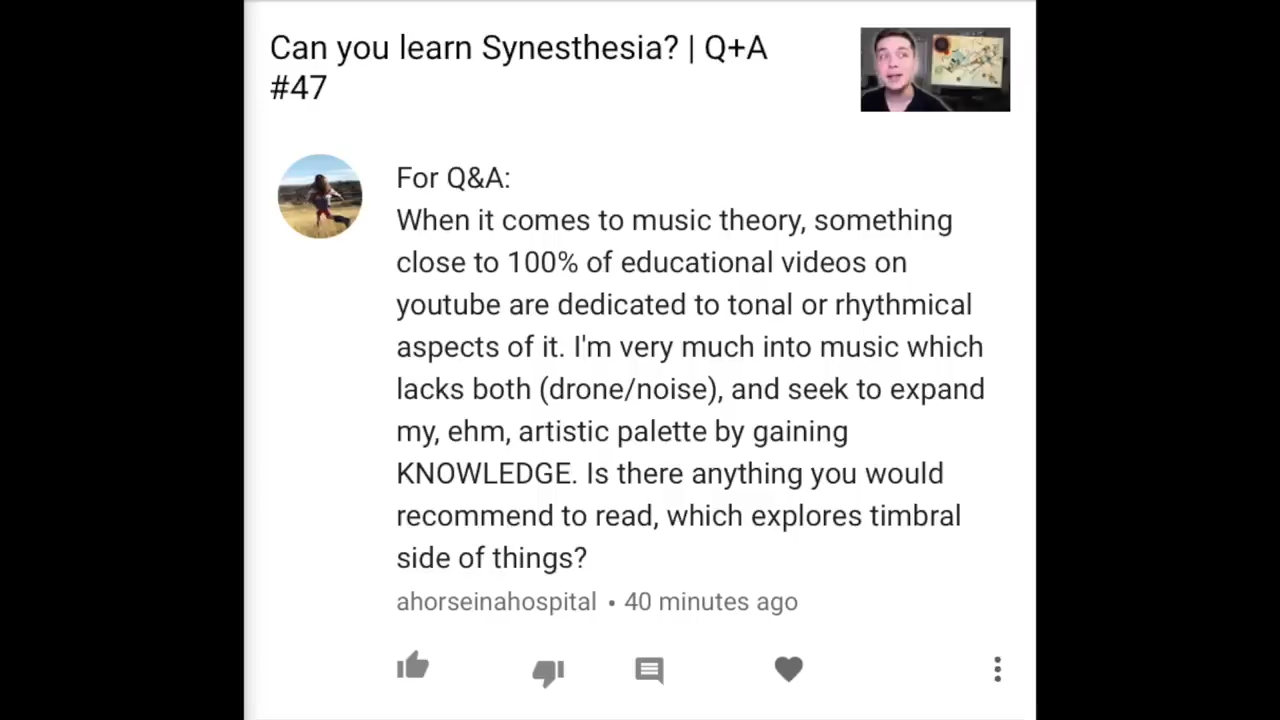 Can you learn Synesthesia? | Q+A
#47
For Q&A:
When it comes to music theory, something
close to 100% of educational videos on
youtube are dedicated to tonal or rhythmical
aspects of it. I'm very much into music which
lacks both (drone/noise), and seek to expand
my, ehm, artistic palette by gaining
KNOWLEDGE. Is there anything you would
recommend to read, which explores timbral
side of things?
ahorseinahospital • 40 minutes ago